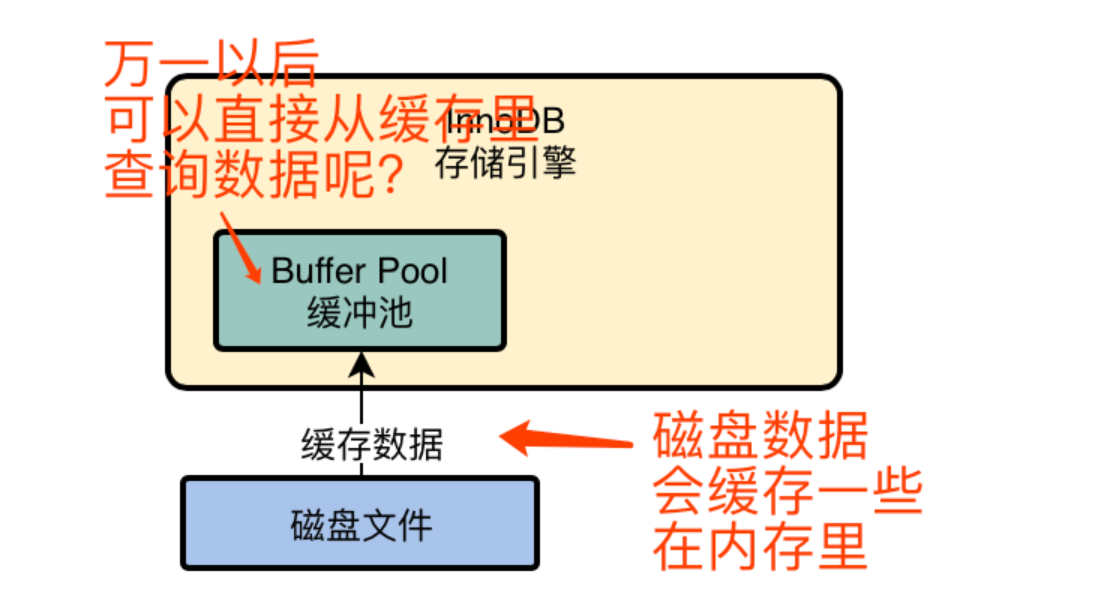 万一以后
可以直接从缓存里
查询数据呢?
InnoDB
存储引擎
Buffer Pool
缓冲池
缓存数据
磁盘数据
会缓存一些
在内存里
磁盘文件